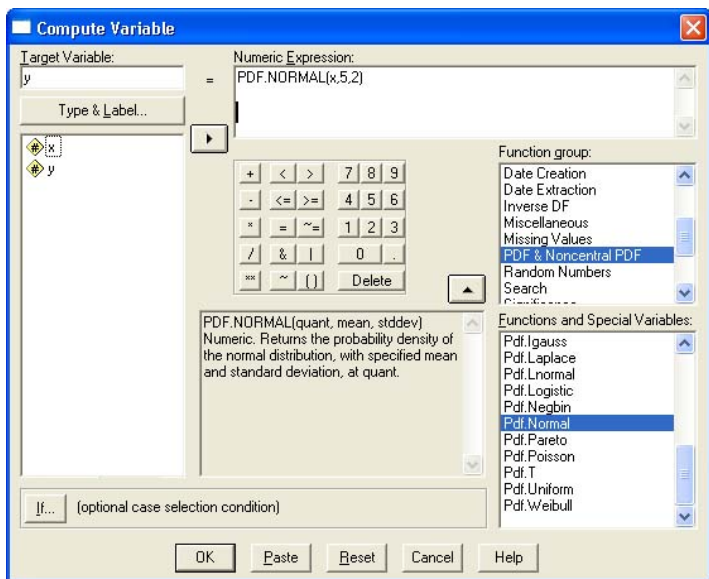 Compute Variable
Target Variable:
y
=
Type & Label...
# x
# y
Numeric Expression:
PDF.NORMAL(x,5,2)
+ < > 7 8 9
- <= >= 4 5 6
* = ~= 1 2 3
/ & | 0 .
** ~ () Delete
PDF.NORMAL(quant, mean, stddev)
Numeric. Returns the probability density of
the normal distribution, with specified mean
and standard deviation, at quant.
Function group:
Date Creation
Date Extraction
Inverse DF
Miscellaneous
Missing Values
PDF & Noncentral PDF
Random Numbers
Search
Functions and Special Variables:
Pdf.Igauss
Pdf.Laplace
Pdf.Lnormal
Pdf.Logistic
Pdf.Negbin
Pdf.Normal
Pdf.Pareto
Pdf.Poisson
Pdf.T
Pdf.Uniform
Pdf.Weibull
If... (optional case selection condition)
OK Paste Reset Cancel Help